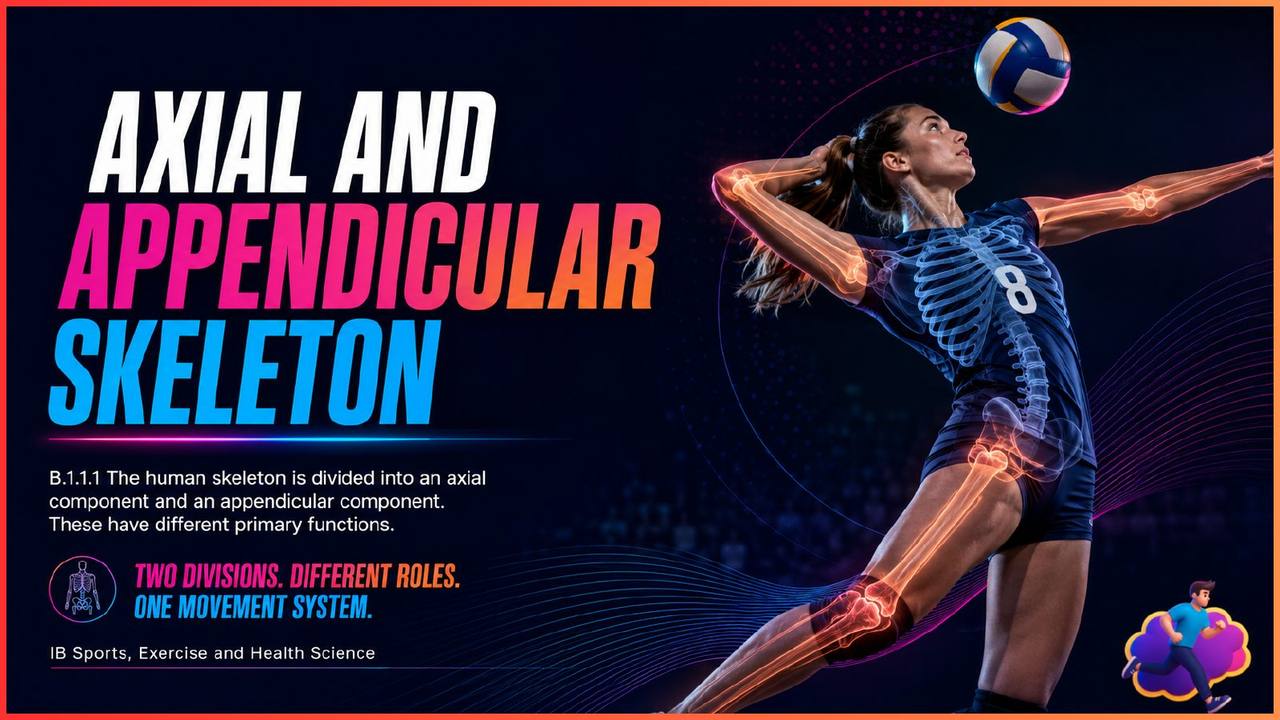 AXIAL AND
APPENDICULAR
SKELETON
B.1.1.1 The human skeleton is divided into an axial
component and an appendicular component.
These have different primary functions.
TWO DIVISIONS. DIFFERENT ROLES.
ONE MOVEMENT SYSTEM.
IB Sports, Exercise and Health Science
8